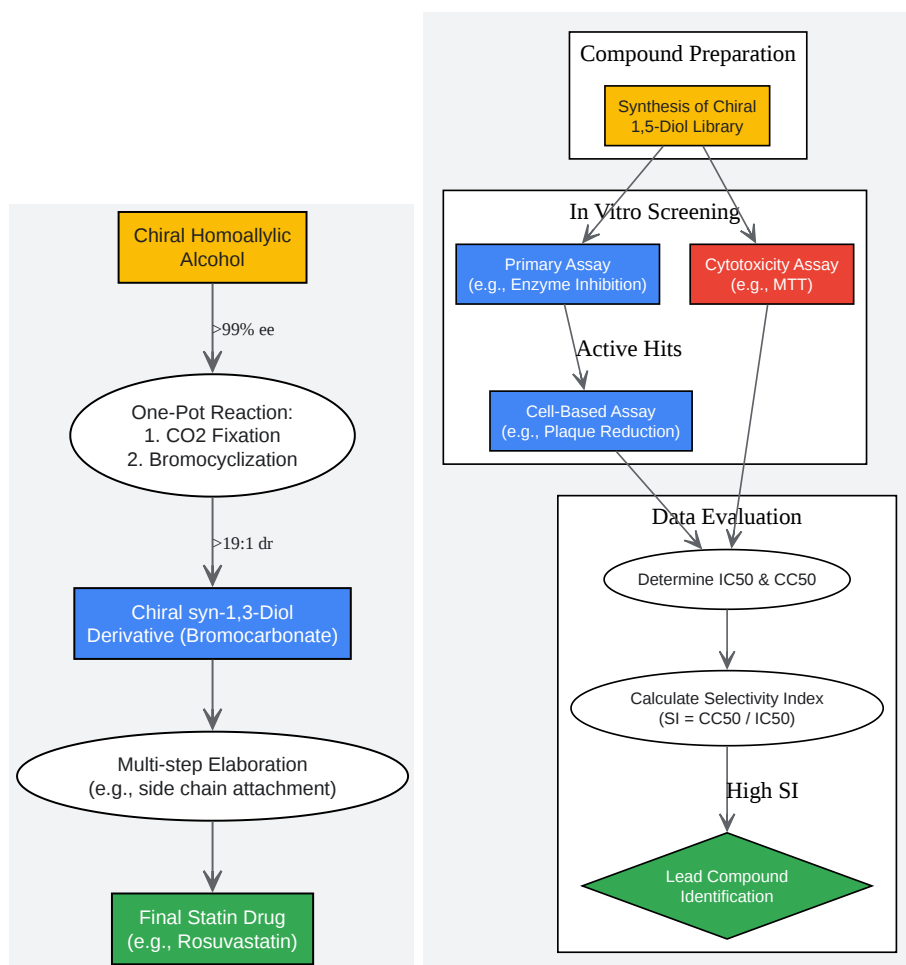 Chiral Homoallylic
Alcohol
>99% ee
One-Pot Reaction:
1. CO2 Fixation
2. Bromocyclization
>19:1 dr
Chiral syn-1,3-Diol
Derivative (Bromocarbonate)
Multi-step Elaboration
(e.g., side chain attachment)
Final Statin Drug
(e.g., Rosuvastatin)
Compound Preparation
Synthesis of Chiral
1,5-Diol Library
In Vitro Screening
Primary Assay
(e.g., Enzyme Inhibition)
Cytotoxicity Assay
(e.g., MTT)
Active Hits
Cell-Based Assay
(e.g., Plaque Reduction)
Data Evaluation
Determine IC50 & CC50
Calculate Selectivity Index
(SI = CC50 / IC50)
High SI
Lead Compound
Identification